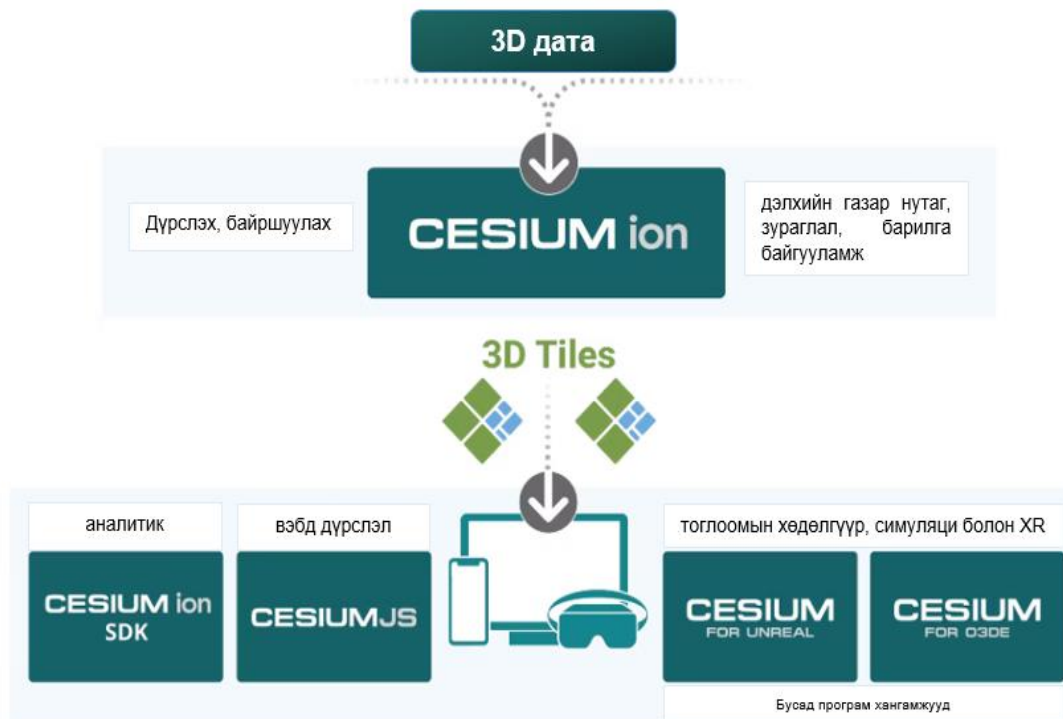 3D дата
Дүрслэх, байршуулах
CESIUM ion
дэлхийн газар нутаг,
зураглал, барилга
байгууламж
3D Tiles
аналитик
вэбд дүрслэл
тоглоомын хөдөлгүүр, симуляци болон XR
CESIUM ion
SDK
CESIUMJS
CESIUM
FOR UNREAL
CESIUM
FOR O3DE
Бусад програм хангамжууд